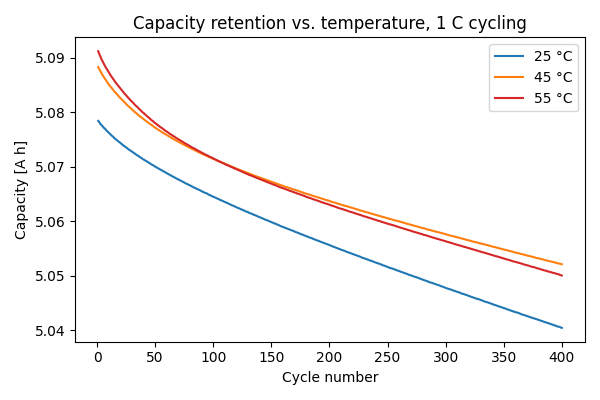 Capacity retention vs. temperature, 1 C cycling
Capacity [A h]
5.09
5.08
5.07
5.06
5.05
5.04
25 °C
45 °C
55 °C
0 50 100 150 200 250 300 350 400
Cycle number